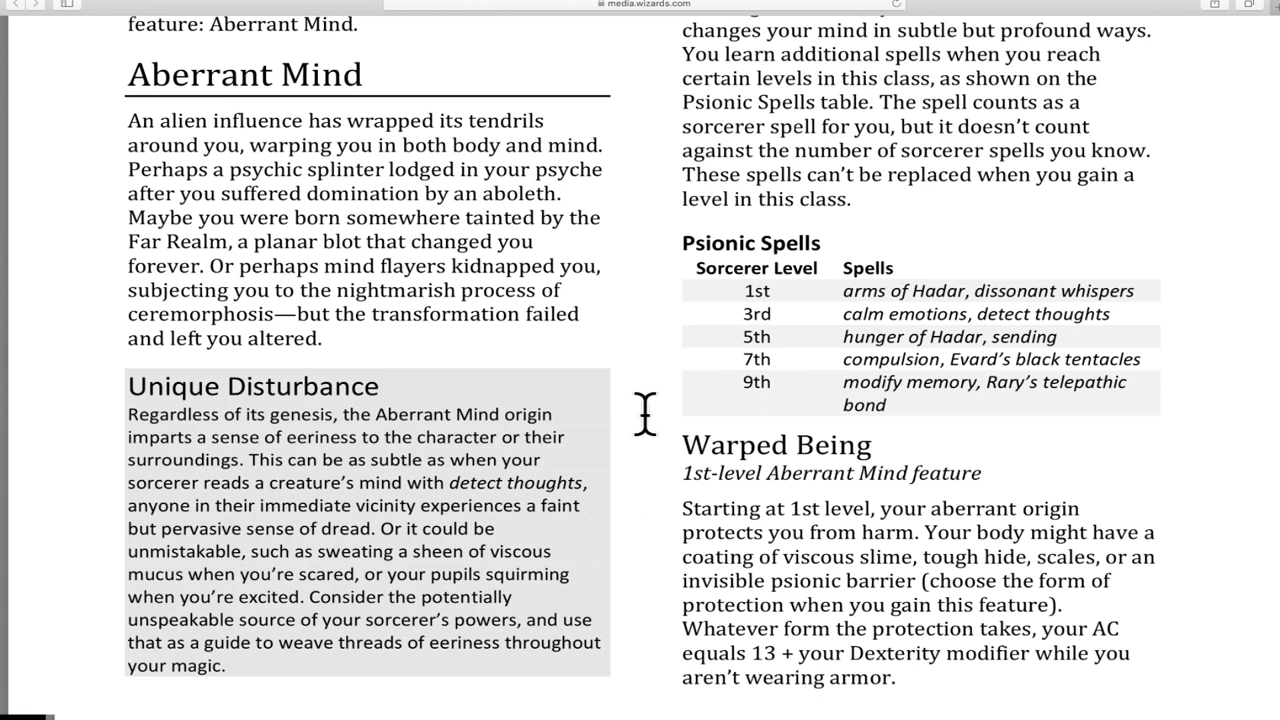 media.wizards.com
feature: Aberrant Mind.
Aberrant Mind
An alien influence has wrapped its tendrils
around you, warping you in both body and mind.
Perhaps a psychic splinter lodged in your psyche
after you suffered domination by an aboleth.
Maybe you were born somewhere tainted by the
Far Realm, a planar blot that changed you
forever. Or perhaps mind flayers kidnapped you,
subjecting you to the nightmarish process of
ceremorphosis—but the transformation failed
and left you altered.
Unique Disturbance
Regardless of its genesis, the Aberrant Mind origin
imparts a sense of eeriness to the character or their
surroundings. This can be as subtle as when your
sorcerer reads a creature’s mind with detect thoughts,
anyone in their immediate vicinity experiences a faint
but pervasive sense of dread. Or it could be
unmistakable, such as sweating a sheen of viscous
mucus when you’re scared, or your pupils squirming
when you’re excited. Consider the potentially
unspeakable source of your sorcerer’s powers, and use
that as a guide to weave threads of eeriness throughout
your magic.
changes your mind in subtle but profound ways.
You learn additional spells when you reach
certain levels in this class, as shown on the
Psionic Spells table. The spell counts as a
sorcerer spell for you, but it doesn’t count
against the number of sorcerer spells you know.
These spells can’t be replaced when you gain a
level in this class.
Psionic Spells
Sorcerer Level Spells
1st arms of Hadar, dissonant whispers
3rd calm emotions, detect thoughts
5th hunger of Hadar, sending
7th compulsion, Evard’s black tentacles
9th modify memory, Rary’s telepathic
bond
Warped Being
1st-level Aberrant Mind feature
Starting at 1st level, your aberrant origin
protects you from harm. Your body might have a
coating of viscous slime, tough hide, scales, or an
invisible psionic barrier (choose the form of
protection when you gain this feature).
Whatever form the protection takes, your AC
equals 13 + your Dexterity modifier while you
aren’t wearing armor.